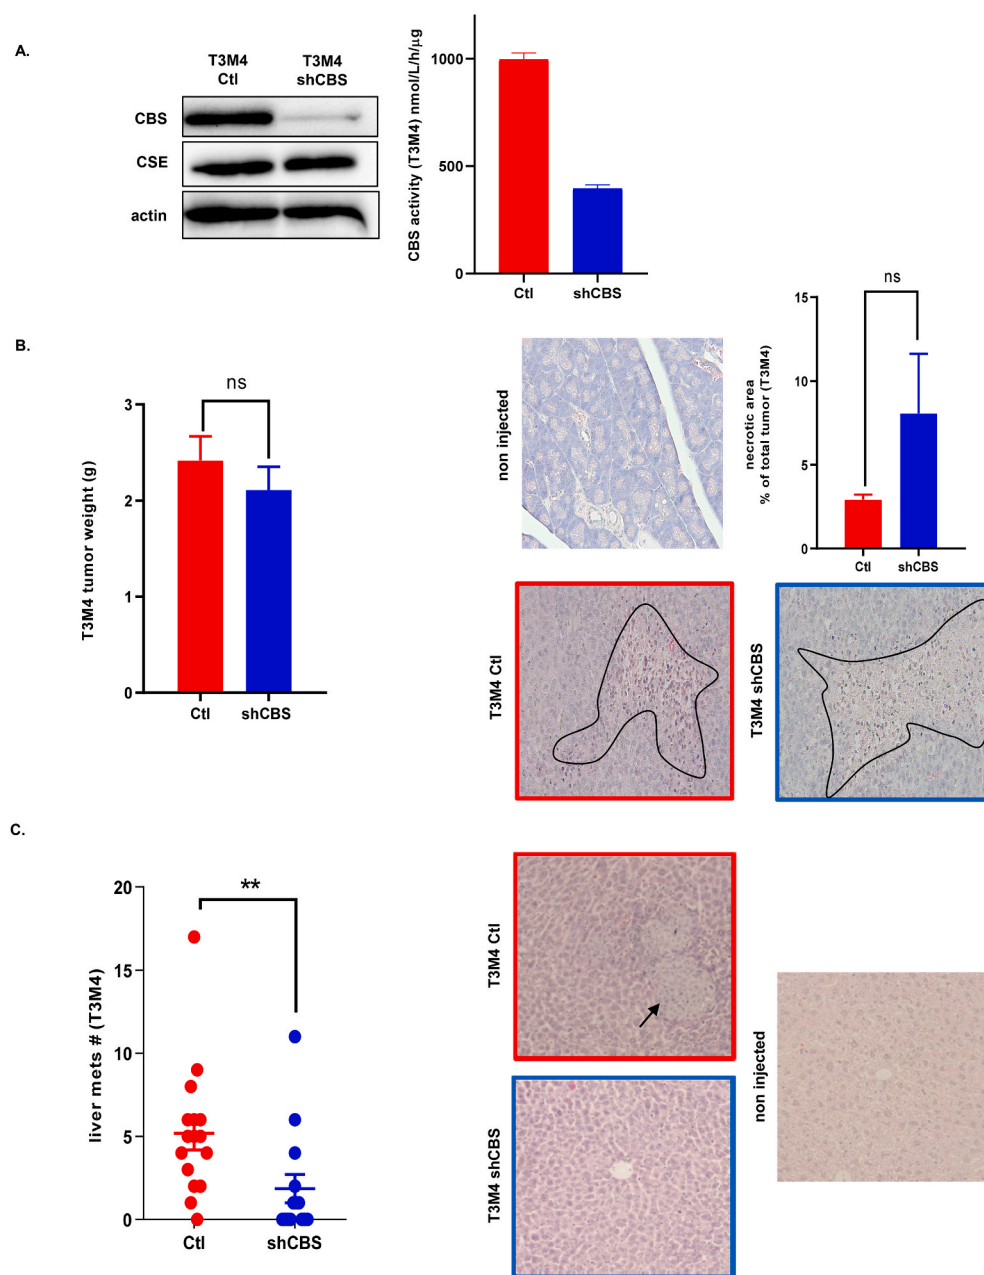 A.
T3M4
Ctl
T3M4
shCBS
CBS
CSE
actin
CBS activity (T3M4) nmol/L/h/µg
1000
500
0
Ctl
shCBS
B.
T3M4 tumor weight (g)
3
2
1
0
ns
Ctl
shCBS
non injected
necrotic area
% of total tumor (T3M4)
15
10
5
0
ns
Ctl
shCBS
T3M4 Ctl
T3M4 shCBS
C.
liver mets # (T3M4)
20
15
10
5
0
**
Ctl
shCBS
T3M4 Ctl
T3M4 shCBS
non injected